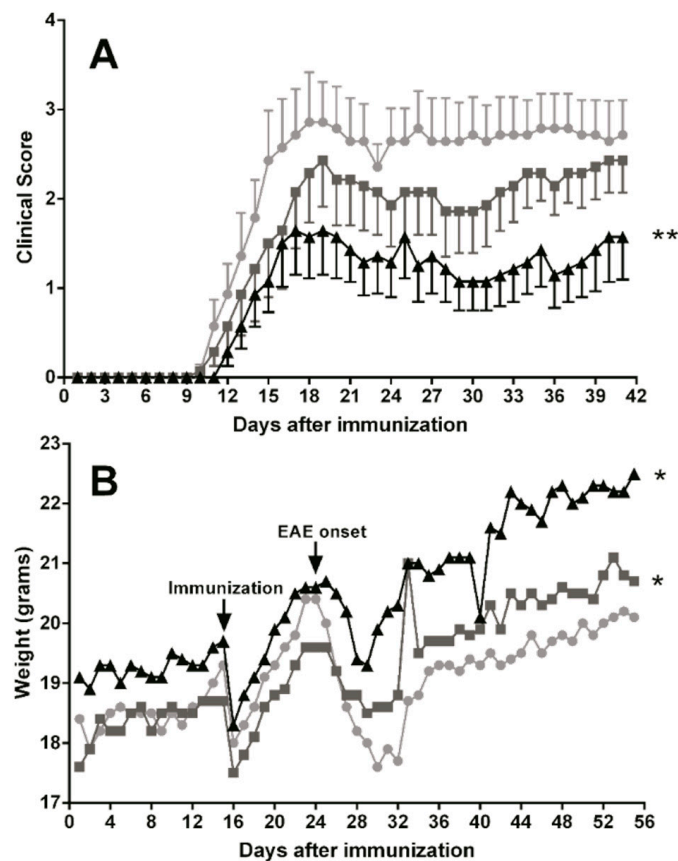 A
Clinical Score
4
3
2
1
0
**
0 3 6 9 12 15 18 21 24 27 30 33 36 39 42
Days after immunization
B
Weight (grams)
23
22
21
20
19
18
17
EAE onset
Immunization
*
*
0 4 8 12 16 20 24 28 32 36 40 44 48 52 56
Days after immunization